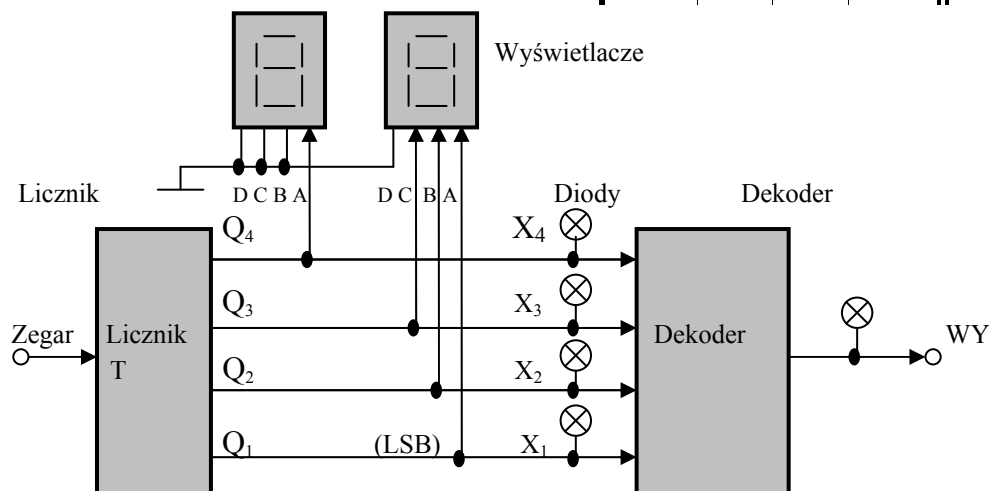 Wyświetlacze
Licznik
D C B A
D C B A
Diody
Dekoder
Q4
X4
Q3
X3
Zegar
Licznik
T
Dekoder
WY
Q2
X2
Q1
(LSB)
X1